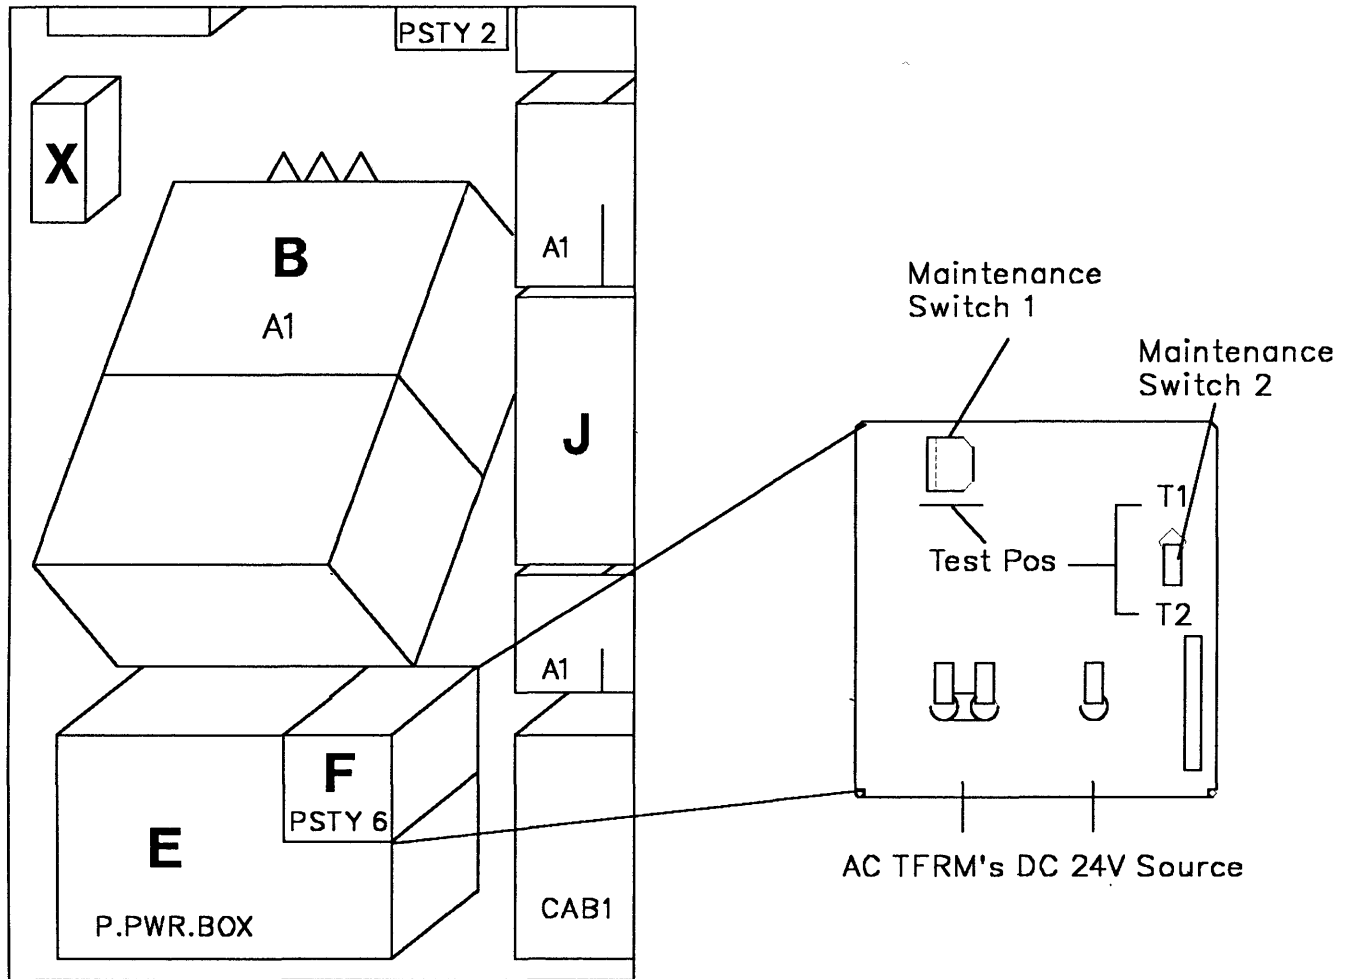 PSTY 2
X
B
A1
A1
J
A1
F
PSTY 6
E
P.PWR.BOX
CAB1
Maintenance
Switch 1
Maintenance
Switch 2
T1
Test Pos
T2
AC TFRM's DC 24V Source